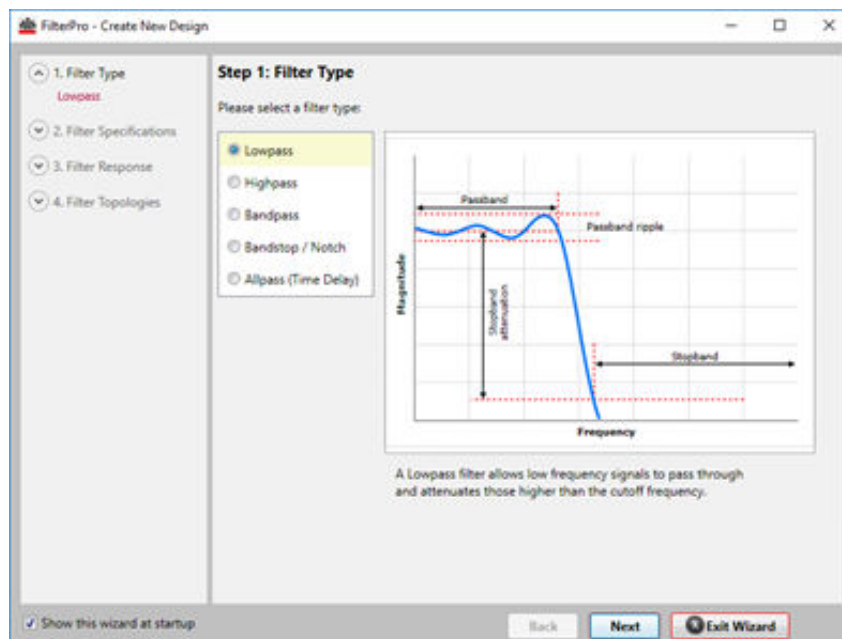 FilterPro - Create New Design
1. Filter Type
Lowpass
2. Filter Specifications
3. Filter Response
4. Filter Topologies
Step 1: Filter Type
Please select a filter type:
Lowpass
Highpass
Bandpass
Bandstop / Notch
Allpass (Time Delay)
Passband
Passband ripple
Magnitude
Stopband
attenuation
Stopband
Frequency
A Lowpass filter allows low frequency signals to pass through
and attenuates those higher than the cutoff frequency.
Show this wizard at startup
Back
Next
Exit Wizard